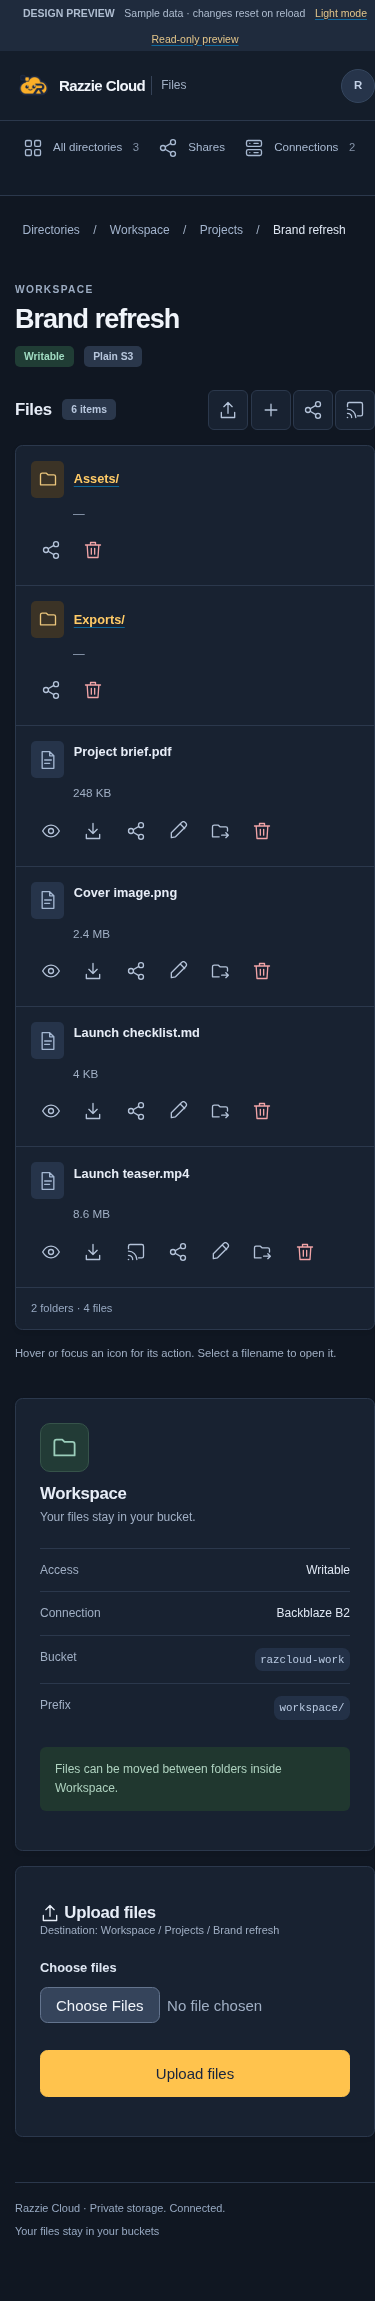 DESIGN PREVIEW Sample data · changes reset on reload Light mode
Read-only preview
Razzie Cloud Files R
All directories 3 Shares Connections 2
Directories / Workspace / Projects / Brand refresh
WORKSPACE
Brand refresh
Writable Plain S3
Files 6 items
Assets/
—
Exports/
—
Project brief.pdf
248 KB
Cover image.png
2.4 MB
Launch checklist.md
4 KB
Launch teaser.mp4
8.6 MB
2 folders · 4 files
Hover or focus an icon for its action. Select a filename to open it.
Workspace
Your files stay in your bucket.
Access Writable
Connection Backblaze B2
Bucket razcloud-work
Prefix workspace/
Files can be moved between folders inside
Workspace.
Upload files
Destination: Workspace / Projects / Brand refresh
Choose files
Choose Files No file chosen
Upload files
Razzie Cloud · Private storage. Connected.
Your files stay in your buckets